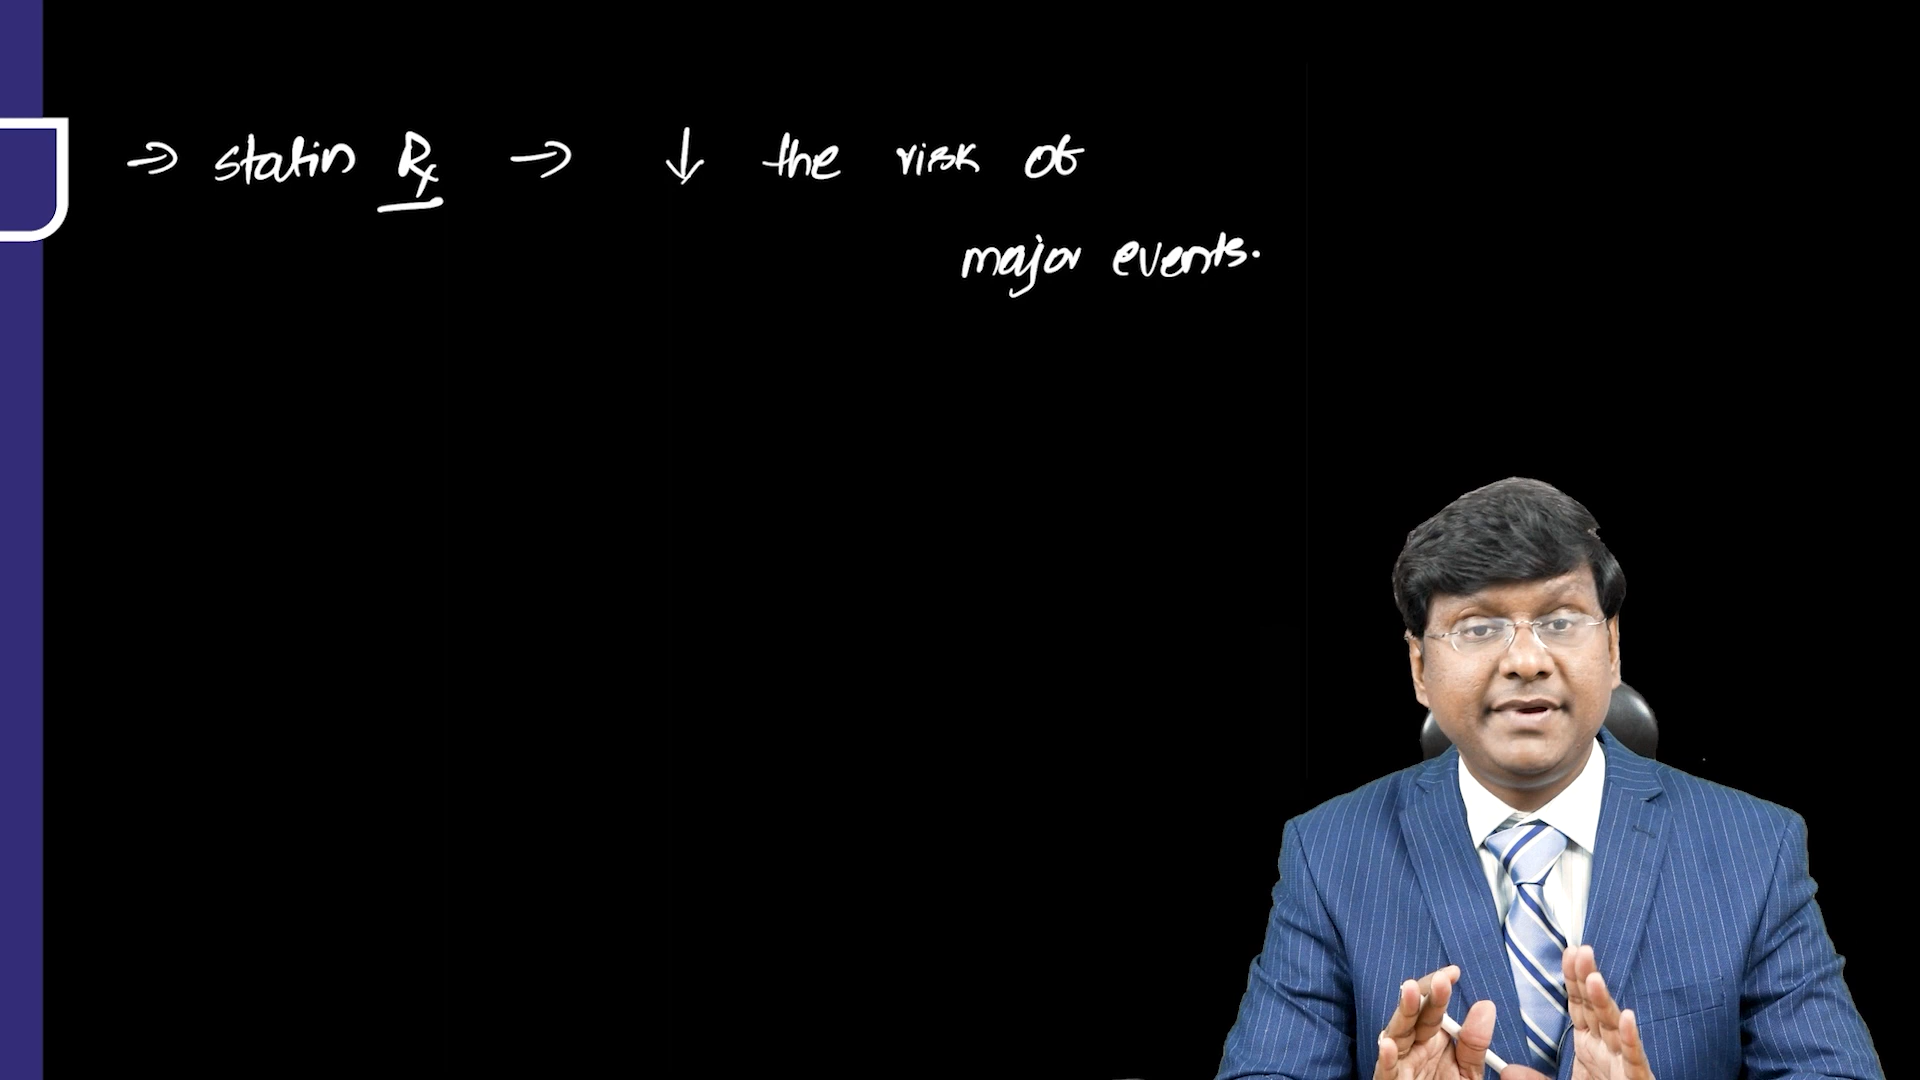 → statin Rx → ↓ the risk of
major events.